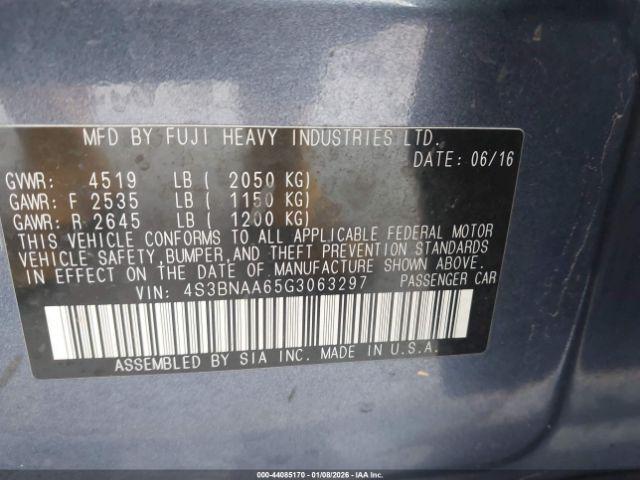 MFD BY FUJI HEAVY INDUSTRIES LTD.
DATE: 06/16
GVWR: 4519 LB ( 2050 KG)
GAWR: F 2535 LB ( 1150 KG)
GAWR: R 2645 LB ( 1200 KG)
THIS VEHICLE CONFORMS TO ALL APPLICABLE FEDERAL MOTOR
VEHICLE SAFETY, BUMPER, AND THEFT PREVENTION STANDARDS
IN EFFECT ON THE DATE OF MANUFACTURE SHOWN ABOVE.
VIN: 4S3BNAA65G3063297 PASSENGER CAR
ASSEMBLED BY SIA INC. MADE IN U.S.A.
000-44085170 - 01/08/2026 - IAA Inc.